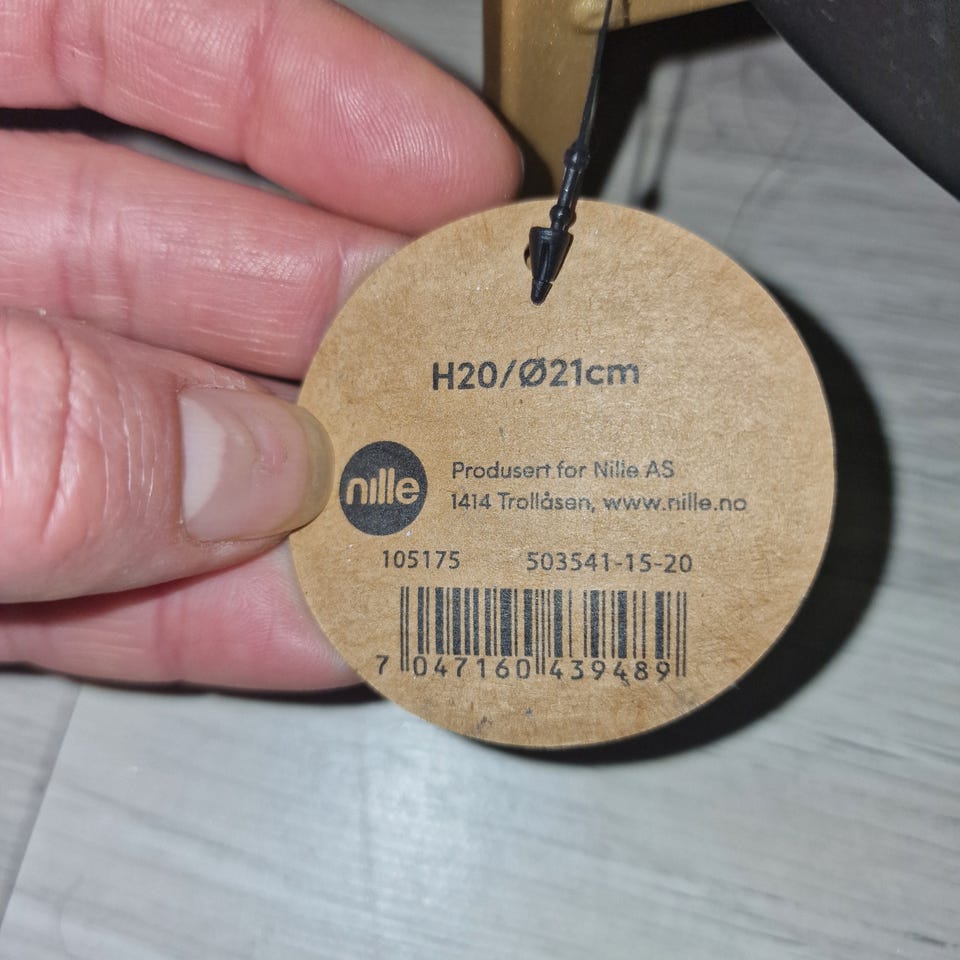 H20/Ø21cm
nille
Produsert for Nille AS
1414 Trollåsen, www.nille.no
105175 503541-15-20
7 047160 439489